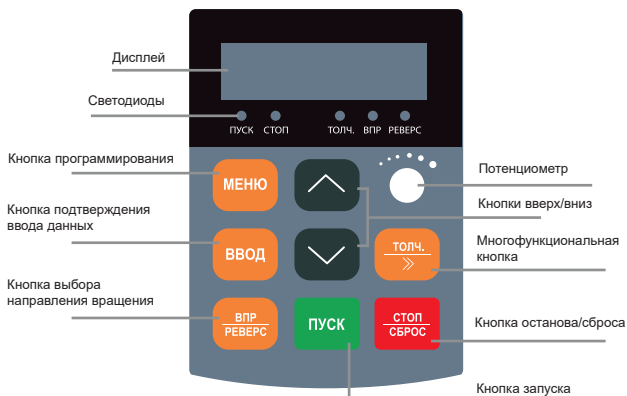 Дисплей
Светодиоды
ПУСК СТОП ТОЛЧ. ВПР РЕВЕРС
Кнопка программирования
МЕНЮ
Потенциометр
Кнопки вверх/вниз
Кнопка подтверждения
ввода данных
ВВОД
ТОЛЧ.
Многофункциональная
кнопка
Кнопка выбора
направления вращения
ВПР
РЕВЕРС
ПУСК
СТОП
СБРОС
Кнопка останова/сброса
Кнопка запуска